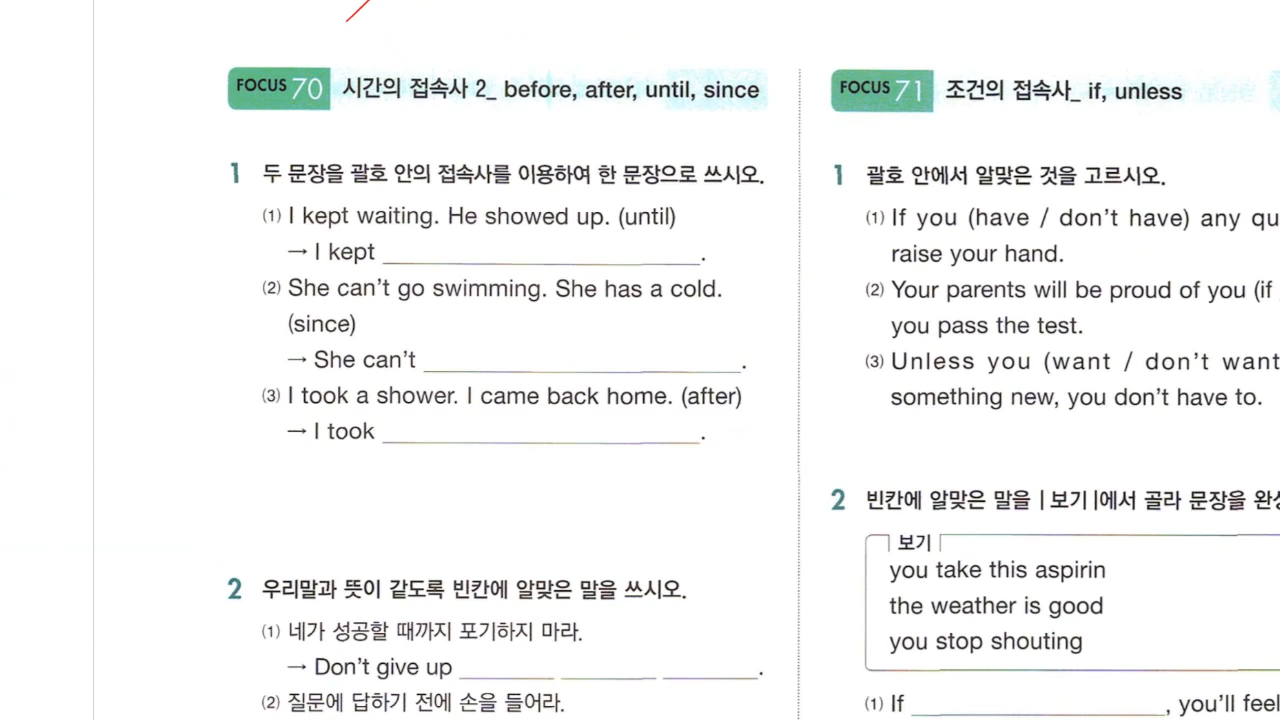 FOCUS 70 시간의 접속사 2_ before, after, until, since
1 두 문장을 괄호 안의 접속사를 이용하여 한 문장으로 쓰시오.
(1) I kept waiting. He showed up. (until)
→ I kept ____________________.
(2) She can't go swimming. She has a cold.
(since)
→ She can't ____________________.
(3) I took a shower. I came back home. (after)
→ I took ____________________.
2 우리말과 뜻이 같도록 빈칸에 알맞은 말을 쓰시오.
(1) 네가 성공할 때까지 포기하지 마라.
→ Don't give up ______ ______ ______.
(2) 질문에 답하기 전에 손을 들어라.
FOCUS 71 조건의 접속사_ if, unless
1 괄호 안에서 알맞은 것을 고르시오.
(1) If you (have / don't have) any qu
raise your hand.
(2) Your parents will be proud of you (if
you pass the test.
(3) Unless you (want / don't want
something new, you don't have to.
2 빈칸에 알맞은 말을 |보기|에서 골라 문장을 완성
보기
you take this aspirin
the weather is good
you stop shouting
(1) If ________________, you'll feel